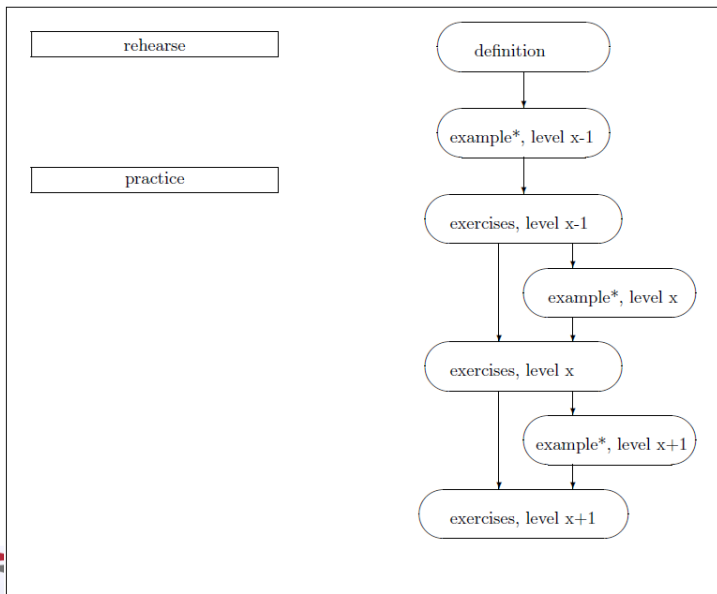 rehearse
definition
example*, level x-1
practice
exercises, level x-1
example*, level x
exercises, level x
example*, level x+1
exercises, level x+1